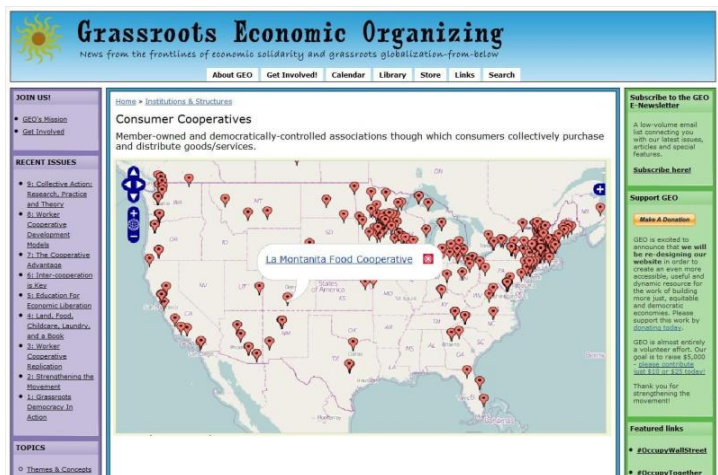 Grassroots Economic Organizing
News from the frontlines of economic solidarity and grassroots globalization-from-below
About GEO
Get Involved!
Calendar
Library
Store
Links
Search
JOIN US!
GEO's Mission
Get Involved
RECENT ISSUES
9: Collective Action:
Research, Practice
and Theory
8: Worker
Cooperative
Development
Models
7: The Cooperative
Advantage
6: Inter-cooperation
is Key
5: Education For
Economic Liberation
4: Land, Food,
Childcare, Laundry,
and a Book
3: Worker
Cooperative
Replication
2: Strengthening the
Movement
1: Grassroots
Democracy In
Action
TOPICS
Themes & Concepts
Home » Institutions & Structures
Consumer Cooperatives
Member-owned and democratically-controlled associations though which consumers collectively purchase
and distribute goods/services.
La Montanita Food Cooperative
States
of America
Subscribe to the GEO
E-Newsletter
A low-volume email
list connecting you
with our latest issues,
articles and special
features.
Subscribe here!
Support GEO
Make A Donation
GEO is excited to
announce that we will
be re-designing our
website in order to
create an even more
accessible, useful and
dynamic resource for
the work of building
more just, equitable
and democratic
economies. Please
support this work by
donating today.
GEO is almost entirely
a volunteer effort. Our
goal is to raise $5,000
- please contribute
just $10 or $25 today!
Thank you for
strengthening the
movement!
Featured links
#OccupyWallStreet
#OccupyTogether